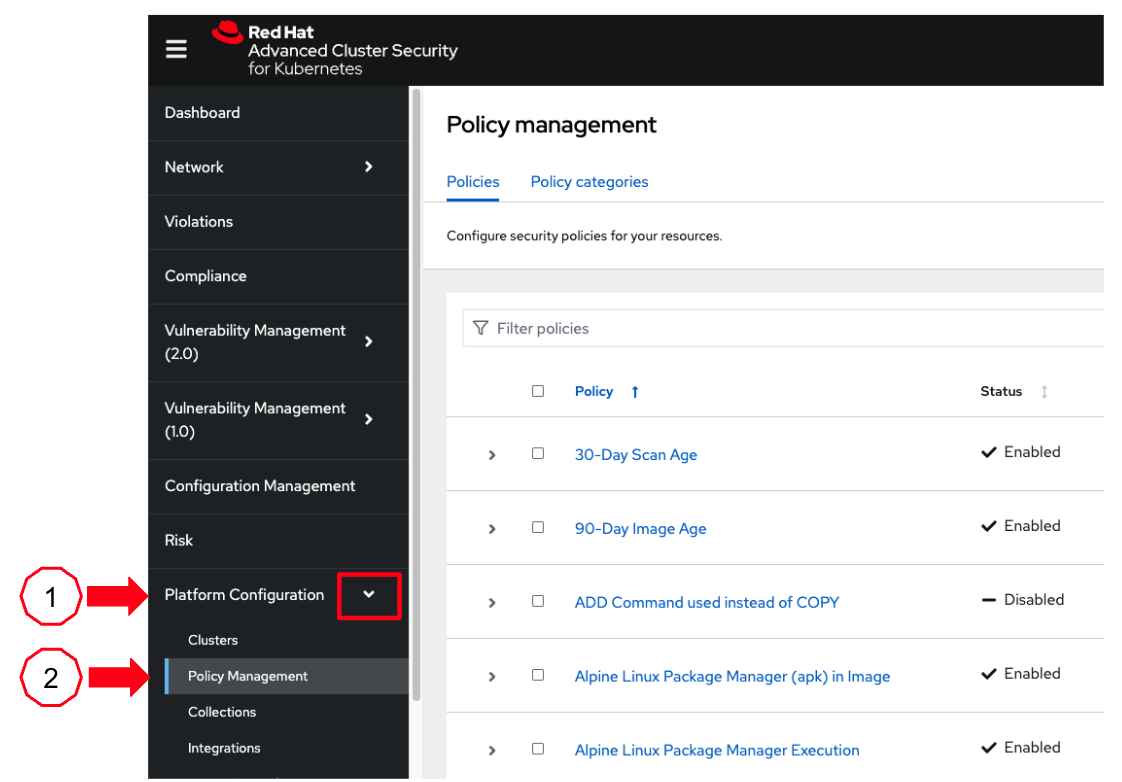 Red Hat
Advanced Cluster Security
for Kubernetes
Dashboard
Network
Violations
Compliance
Vulnerability Management
(2.0)
Vulnerability Management
(1.0)
Configuration Management
Risk
1
Platform Configuration
Clusters
2
Policy Management
Collections
Integrations
Policy management
Policies Policy categories
Configure security policies for your resources.
Filter policies
Policy Status
30-Day Scan Age Enabled
90-Day Image Age Enabled
ADD Command used instead of COPY Disabled
Alpine Linux Package Manager (apk) in Image Enabled
Alpine Linux Package Manager Execution Enabled